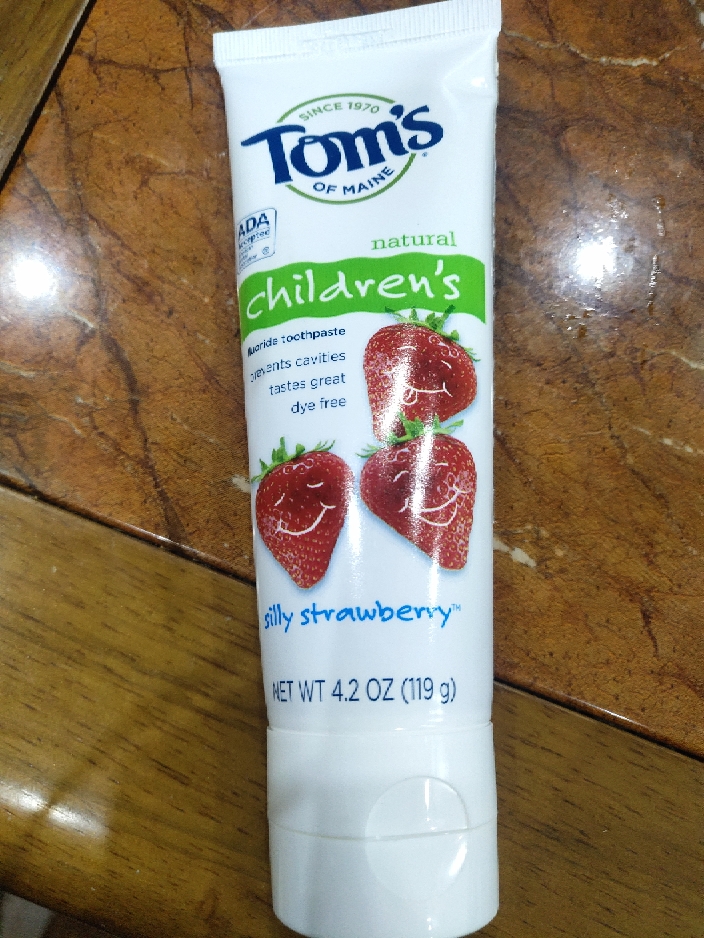 SINCE 1970
Tom's
OF MAINE
ADA
Accepted
natural
children's
fluoride toothpaste
prevents cavities
tastes great
dye free
silly strawberry™
NET WT 4.2 OZ (119 g)